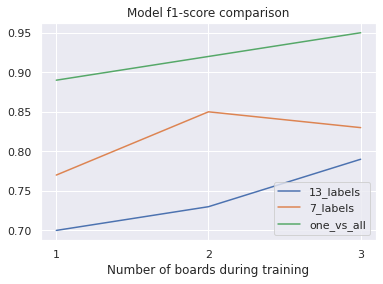 Model f1-score comparison
0.95
0.90
0.85
0.80
0.75
0.70
13_labels
7_labels
one_vs_all
1 2 3
Number of boards during training